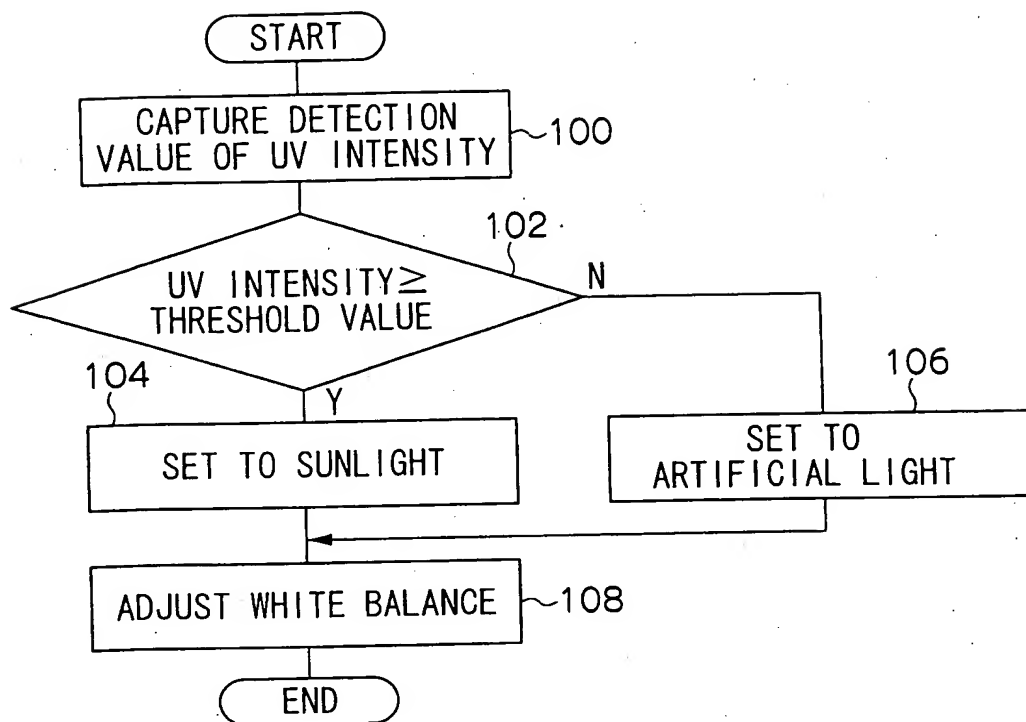 START
CAPTURE DETECTION
VALUE OF UV INTENSITY
100
102
UV INTENSITY≧
THRESHOLD VALUE
N
Y
104
SET TO SUNLIGHT
106
SET TO
ARTIFICIAL LIGHT
ADJUST WHITE BALANCE
108
END